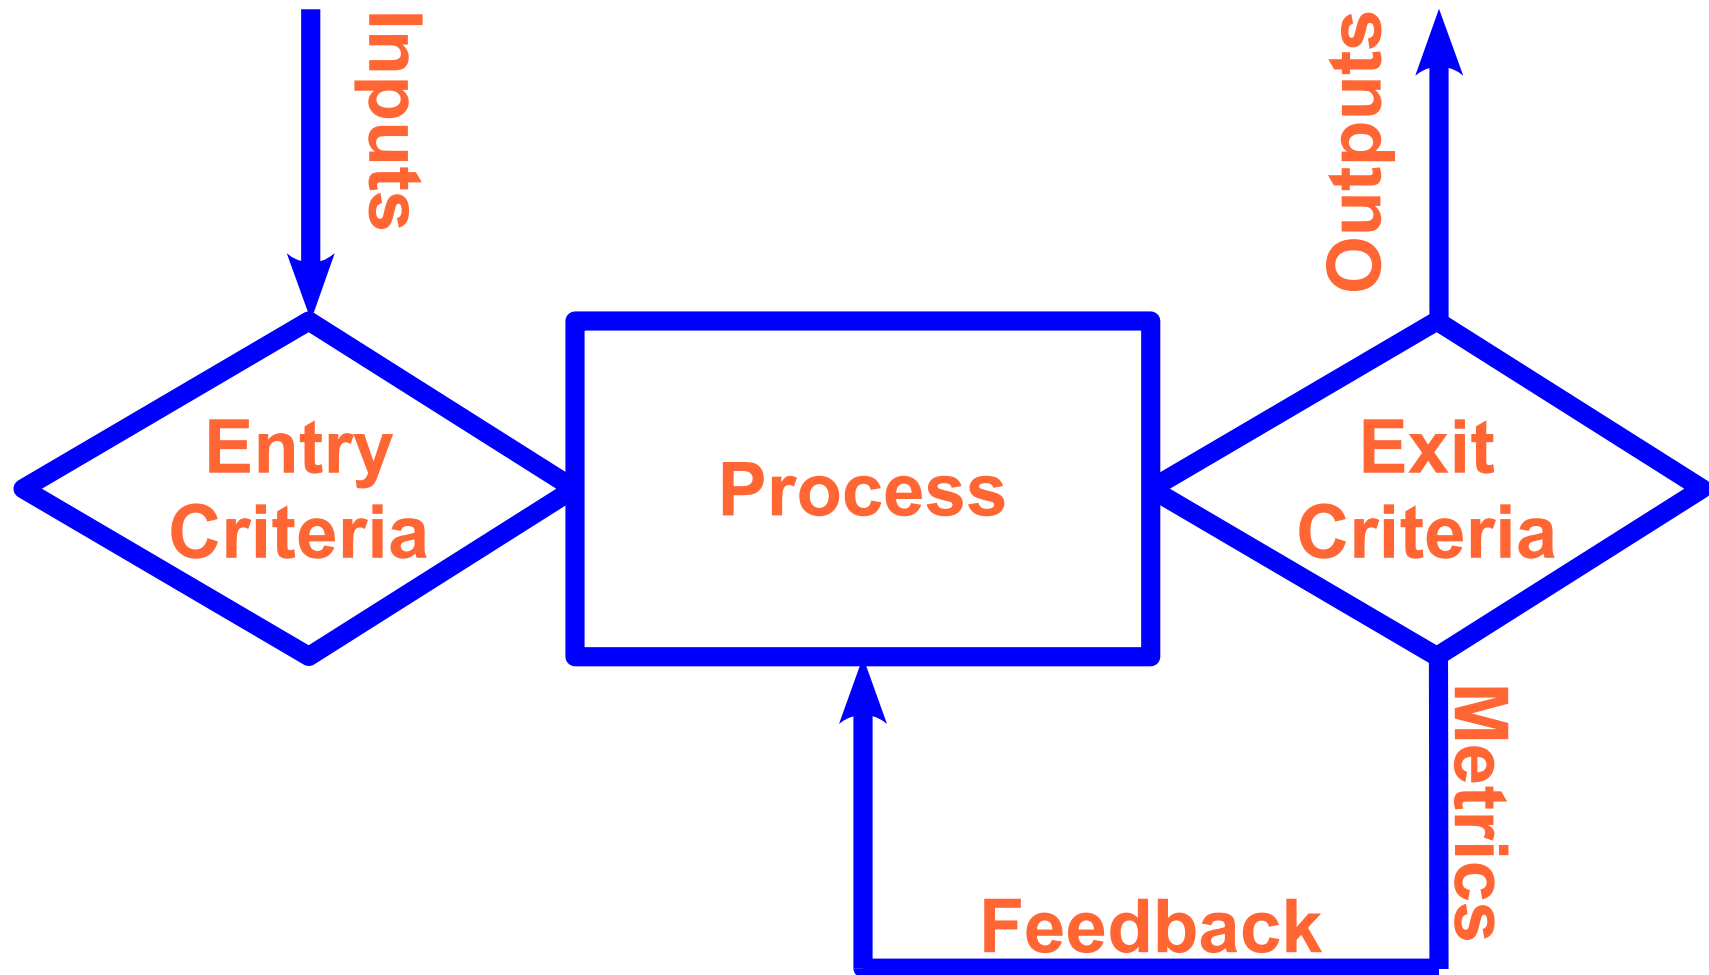 Inputs
Outputs
Entry
Criteria
Process
Exit
Criteria
Metrics
Feedback